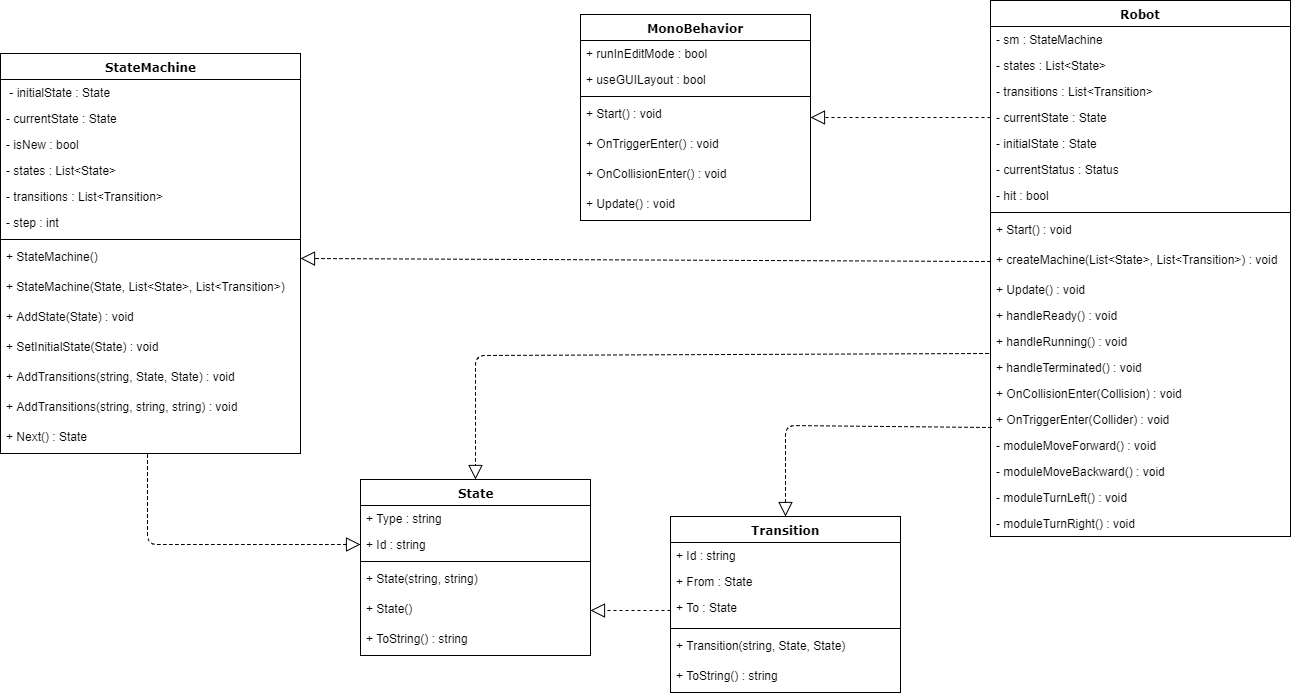 StateMachine
- initialState : State
- currentState : State
- isNew : bool
- states : List<State>
- transitions : List<Transition>
- step : int
+ StateMachine()
+ StateMachine(State, List<State>, List<Transition>)
+ AddState(State) : void
+ SetInitialState(State) : void
+ AddTransitions(string, State, State) : void
+ AddTransitions(string, string, string) : void
+ Next() : State
MonoBehavior
+ runInEditMode : bool
+ useGUILayout : bool
+ Start() : void
+ OnTriggerEnter() : void
+ OnCollisionEnter() : void
+ Update() : void
Robot
- sm : StateMachine
- states : List<State>
- transitions : List<Transition>
- currentState : State
- initialState : State
- currentStatus : Status
- hit : bool
+ Start() : void
+ createMachine(List<State>, List<Transition>) : void
+ Update() : void
+ handleReady() : void
+ handleRunning() : void
+ handleTerminated() : void
+ OnCollisionEnter(Collision) : void
+ OnTriggerEnter(Collider) : void
- moduleMoveForward() : void
- moduleMoveBackward() : void
- moduleTurnLeft() : void
- moduleTurnRight() : void
State
+ Type : string
+ Id : string
+ State(string, string)
+ State()
+ ToString() : string
Transition
+ Id : string
+ From : State
+ To : State
+ Transition(string, State, State)
+ ToString() : string